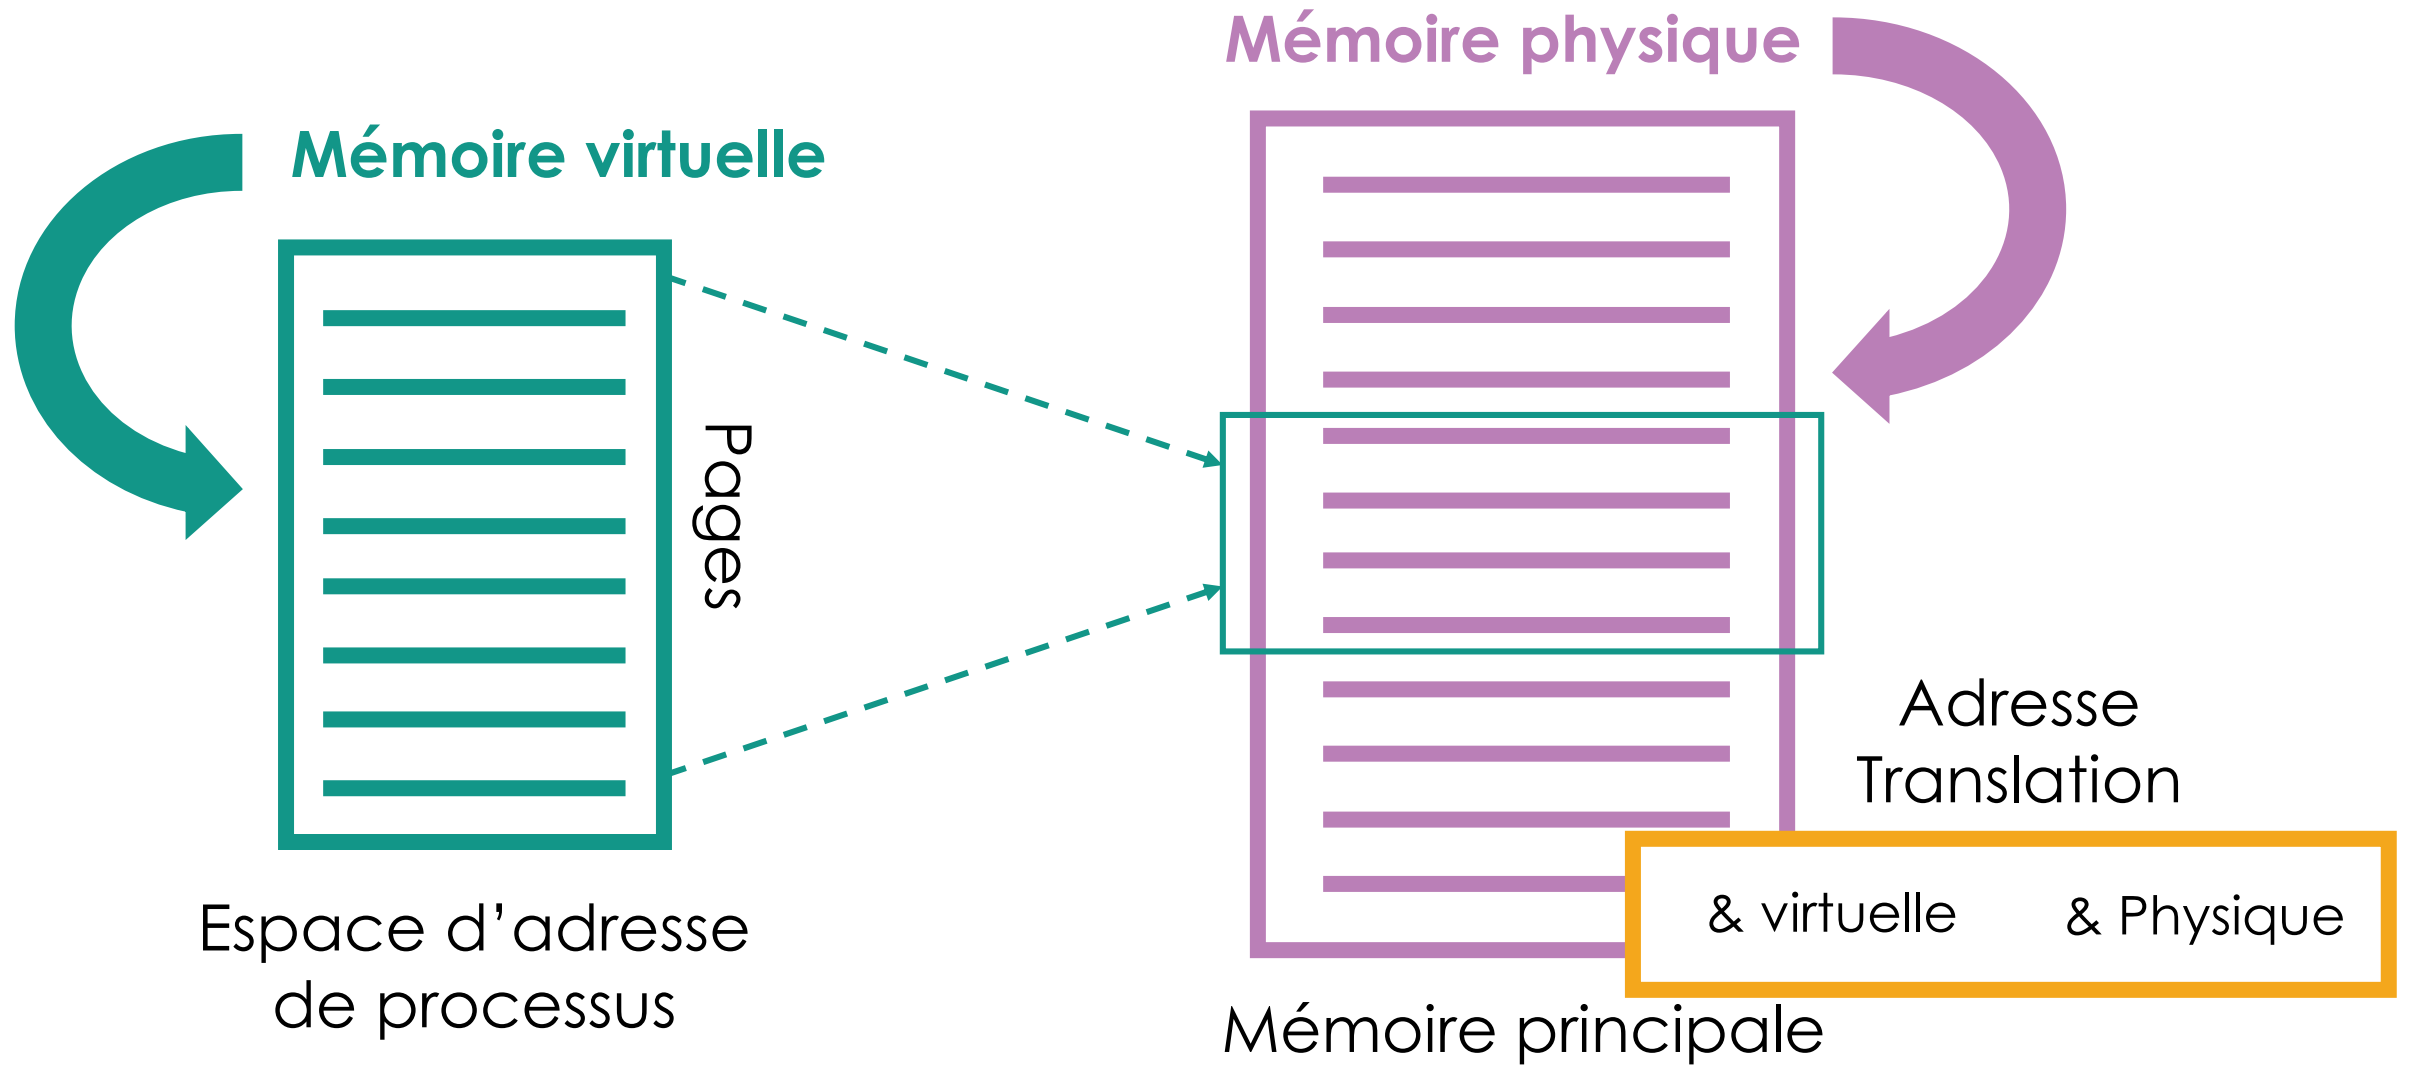 Mémoire virtuelle
Pages
Espace d’adresse
de processus
Mémoire physique
Adresse
Translation
& virtuelle
& Physique
Mémoire principale